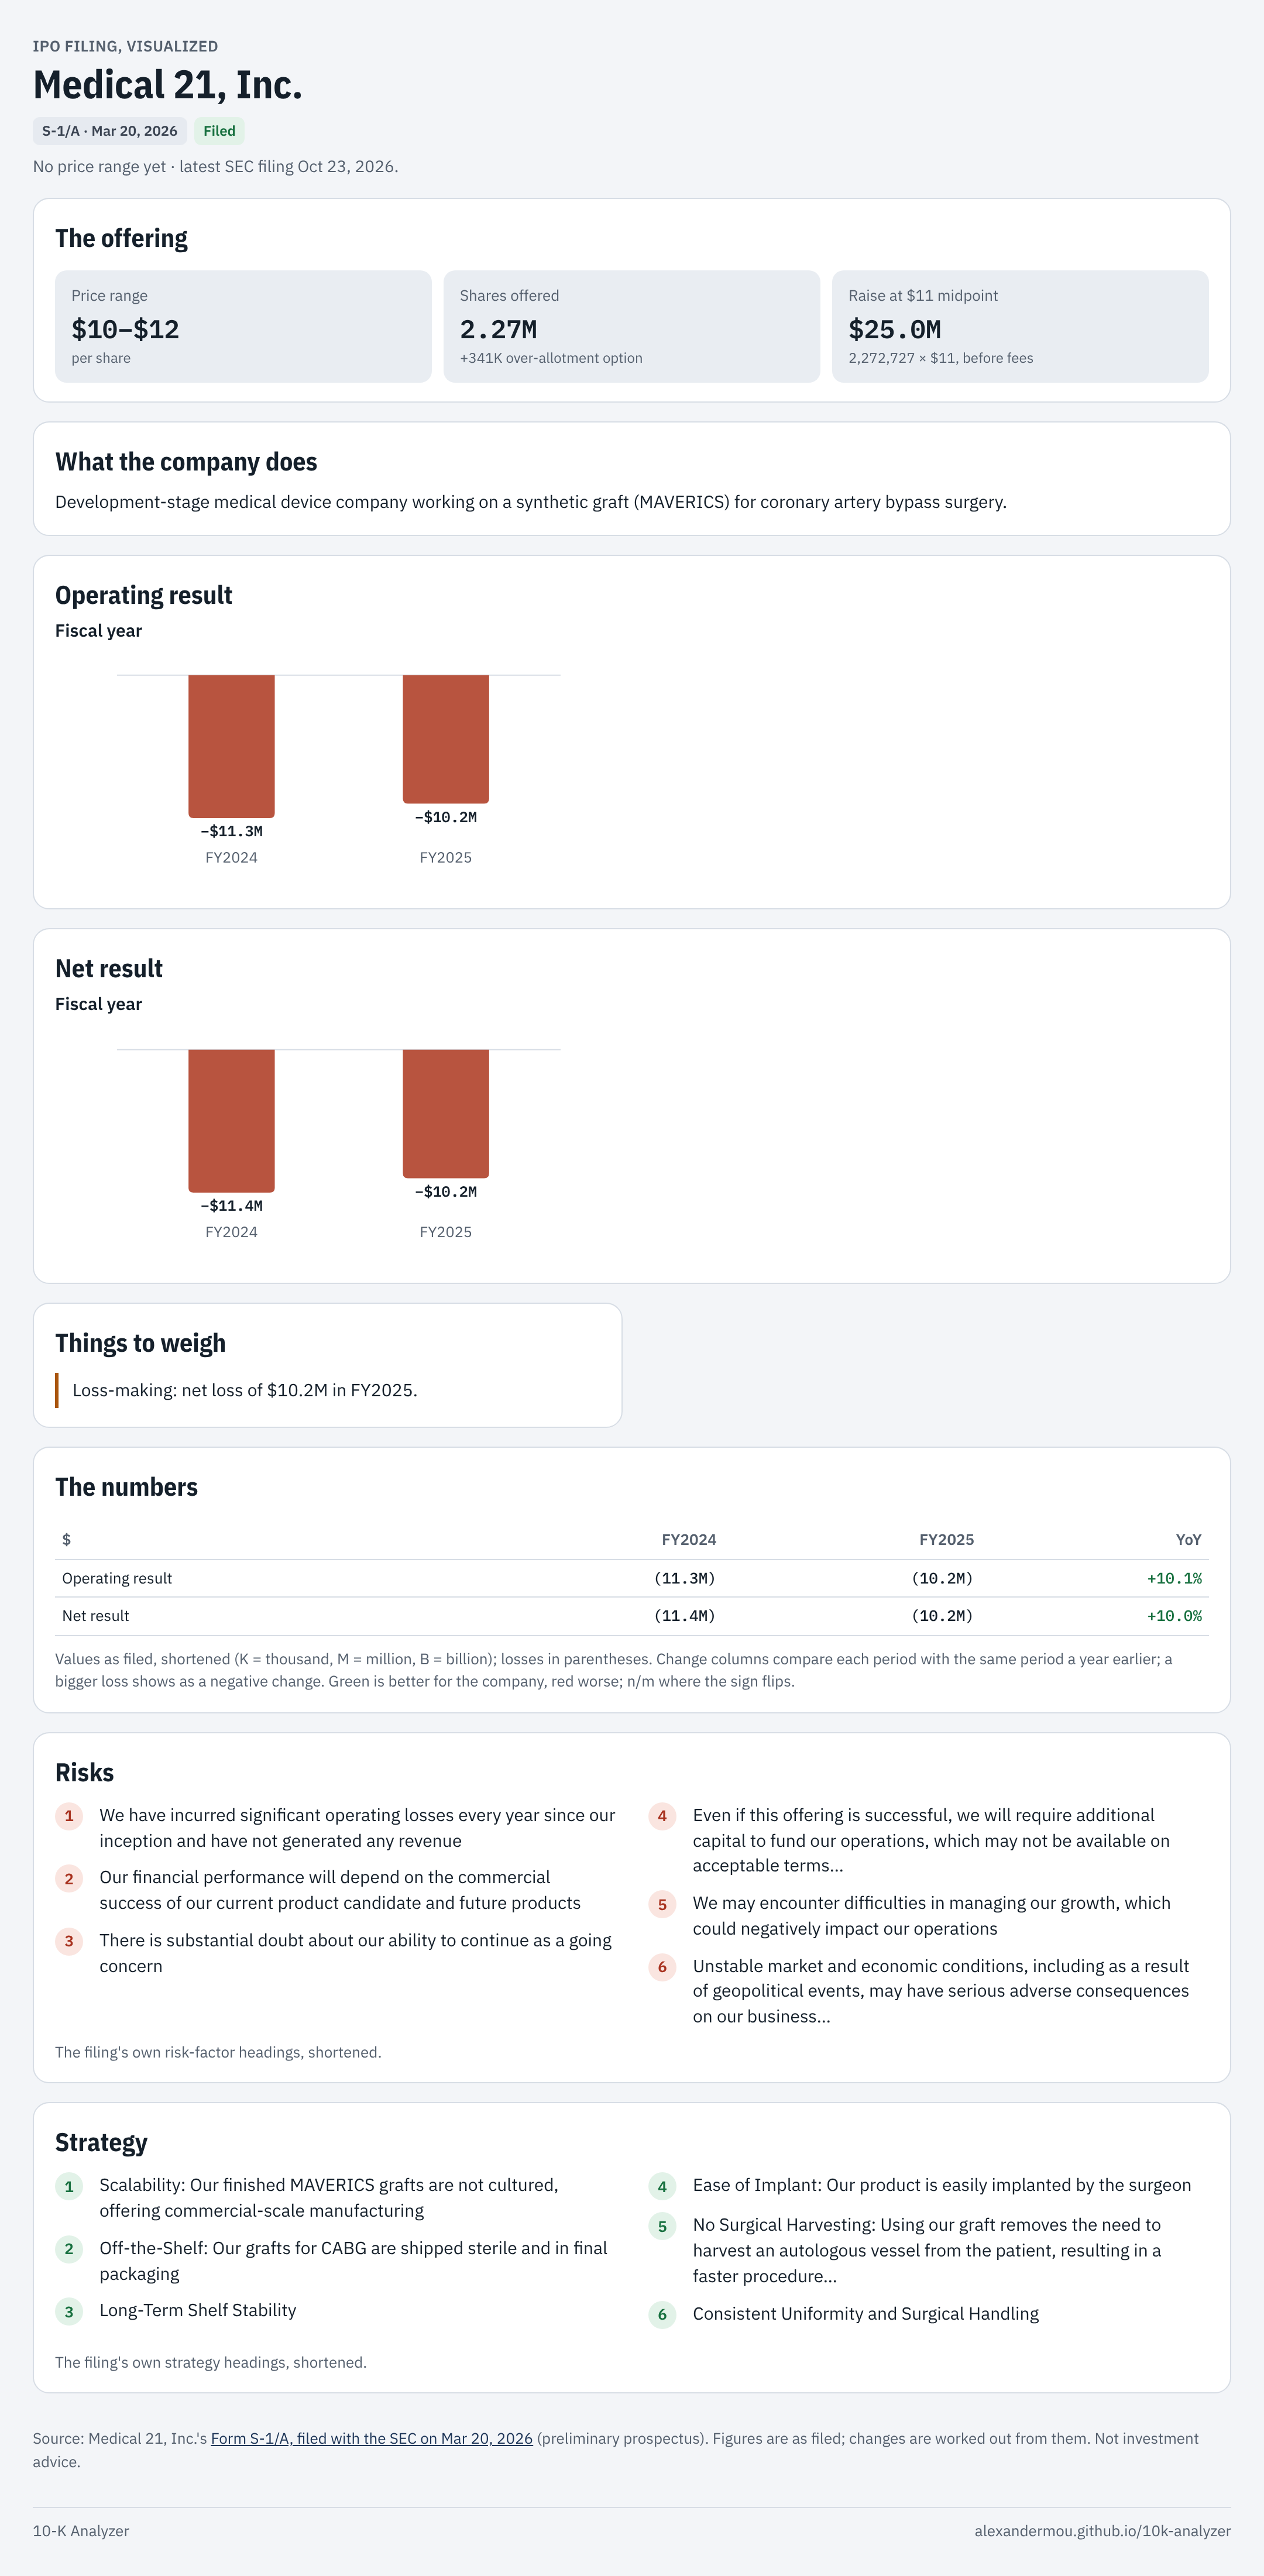 IPO FILING, VISUALIZED
Medical 21, Inc.
S-1/A · Mar 20, 2026 Filed
No price range yet · latest SEC filing Oct 23, 2026.
The offering
Price range
$10–$12
per share
Shares offered
2.27M
+341K over-allotment option
Raise at $11 midpoint
$25.0M
2,272,727 × $11, before fees
What the company does
Development-stage medical device company working on a synthetic graft (MAVERICS) for coronary artery bypass surgery.
Operating result
Fiscal year
−$11.3M
−$10.2M
FY2024
FY2025
Net result
Fiscal year
−$11.4M
−$10.2M
FY2024
FY2025
Things to weigh
Loss-making: net loss of $10.2M in FY2025.
The numbers
$ FY2024 FY2025 YoY
Operating result (11.3M) (10.2M) +10.1%
Net result (11.4M) (10.2M) +10.0%
Values as filed, shortened (K = thousand, M = million, B = billion); losses in parentheses. Change columns compare each period with the same period a year earlier; a
bigger loss shows as a negative change. Green is better for the company, red worse; n/m where the sign flips.
Risks
1 We have incurred significant operating losses every year since our
inception and have not generated any revenue
2 Our financial performance will depend on the commercial
success of our current product candidate and future products
3 There is substantial doubt about our ability to continue as a going
concern
4 Even if this offering is successful, we will require additional
capital to fund our operations, which may not be available on
acceptable terms…
5 We may encounter difficulties in managing our growth, which
could negatively impact our operations
6 Unstable market and economic conditions, including as a result
of geopolitical events, may have serious adverse consequences
on our business…
The filing's own risk-factor headings, shortened.
Strategy
1 Scalability: Our finished MAVERICS grafts are not cultured,
offering commercial-scale manufacturing
2 Off-the-Shelf: Our grafts for CABG are shipped sterile and in final
packaging
3 Long-Term Shelf Stability
4 Ease of Implant: Our product is easily implanted by the surgeon
5 No Surgical Harvesting: Using our graft removes the need to
harvest an autologous vessel from the patient, resulting in a
faster procedure…
6 Consistent Uniformity and Surgical Handling
The filing's own strategy headings, shortened.
Source: Medical 21, Inc.'s Form S-1/A, filed with the SEC on Mar 20, 2026 (preliminary prospectus). Figures are as filed; changes are worked out from them. Not investment
advice.
10-K Analyzer
alexandermou.github.io/10k-analyzer